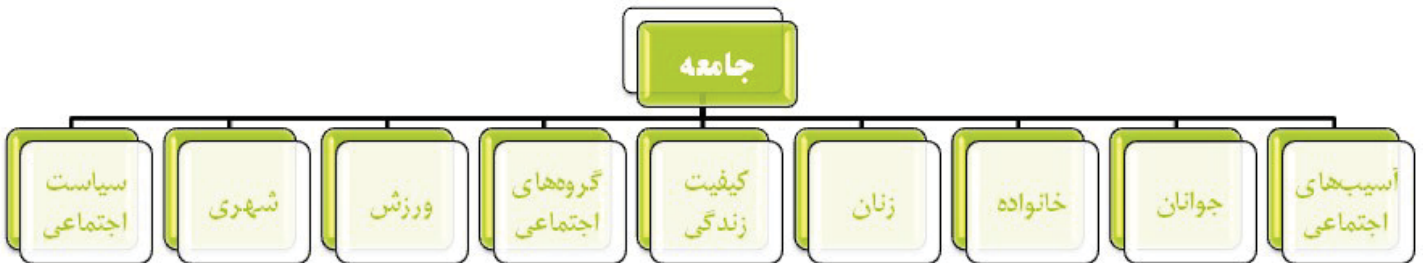 جامعه
آسیب‌های
اجتماعی
جوانان
خانواده
زنان
کیفیت
زندگی
گروه‌های
اجتماعی
ورزش
شهری
سیاست
اجتماعی